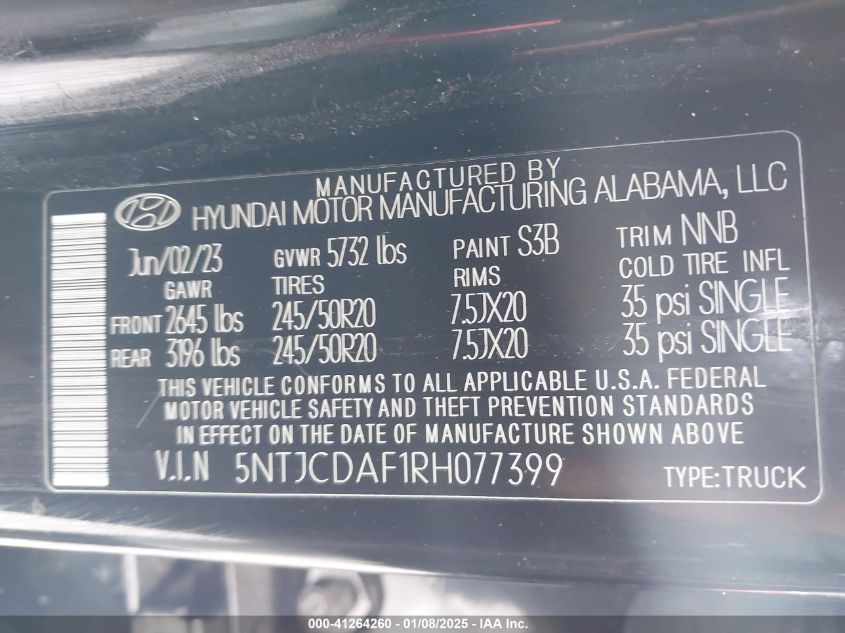 MANUFACTURED BY
HYUNDAI MOTOR MANUFACTURING ALABAMA, LLC
Jun/02/23 GVWR 5732 lbs PAINT S3B TRIM NNB
GAWR TIRES RIMS COLD TIRE INFL
FRONT 2645 lbs 245/50R20 7.5JX20 35 psi SINGLE
REAR 3196 lbs 245/50R20 7.5JX20 35 psi SINGLE
THIS VEHICLE CONFORMS TO ALL APPLICABLE U.S.A. FEDERAL
MOTOR VEHICLE SAFETY AND THEFT PREVENTION STANDARDS
IN EFFECT ON THE DATE OF MANUFACTURE SHOWN ABOVE
V.I.N 5NTJCDAF1RH077399 TYPE:TRUCK
000-41264260 - 01/08/2025 - IAA Inc.